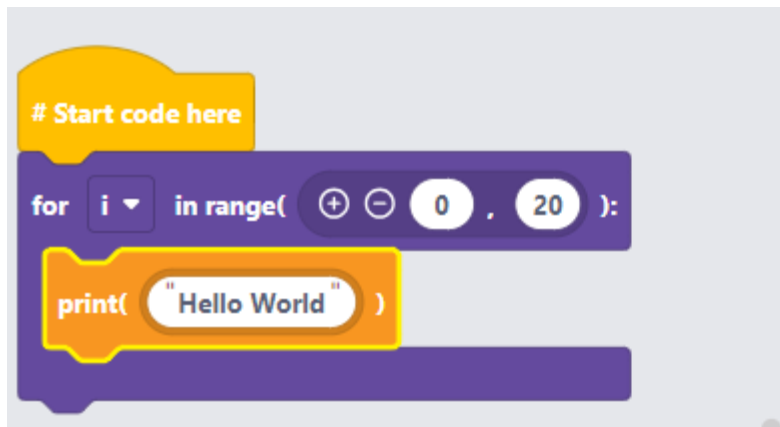 # Start code here
for i in range( 0 , 20 ):
print( "Hello World" )